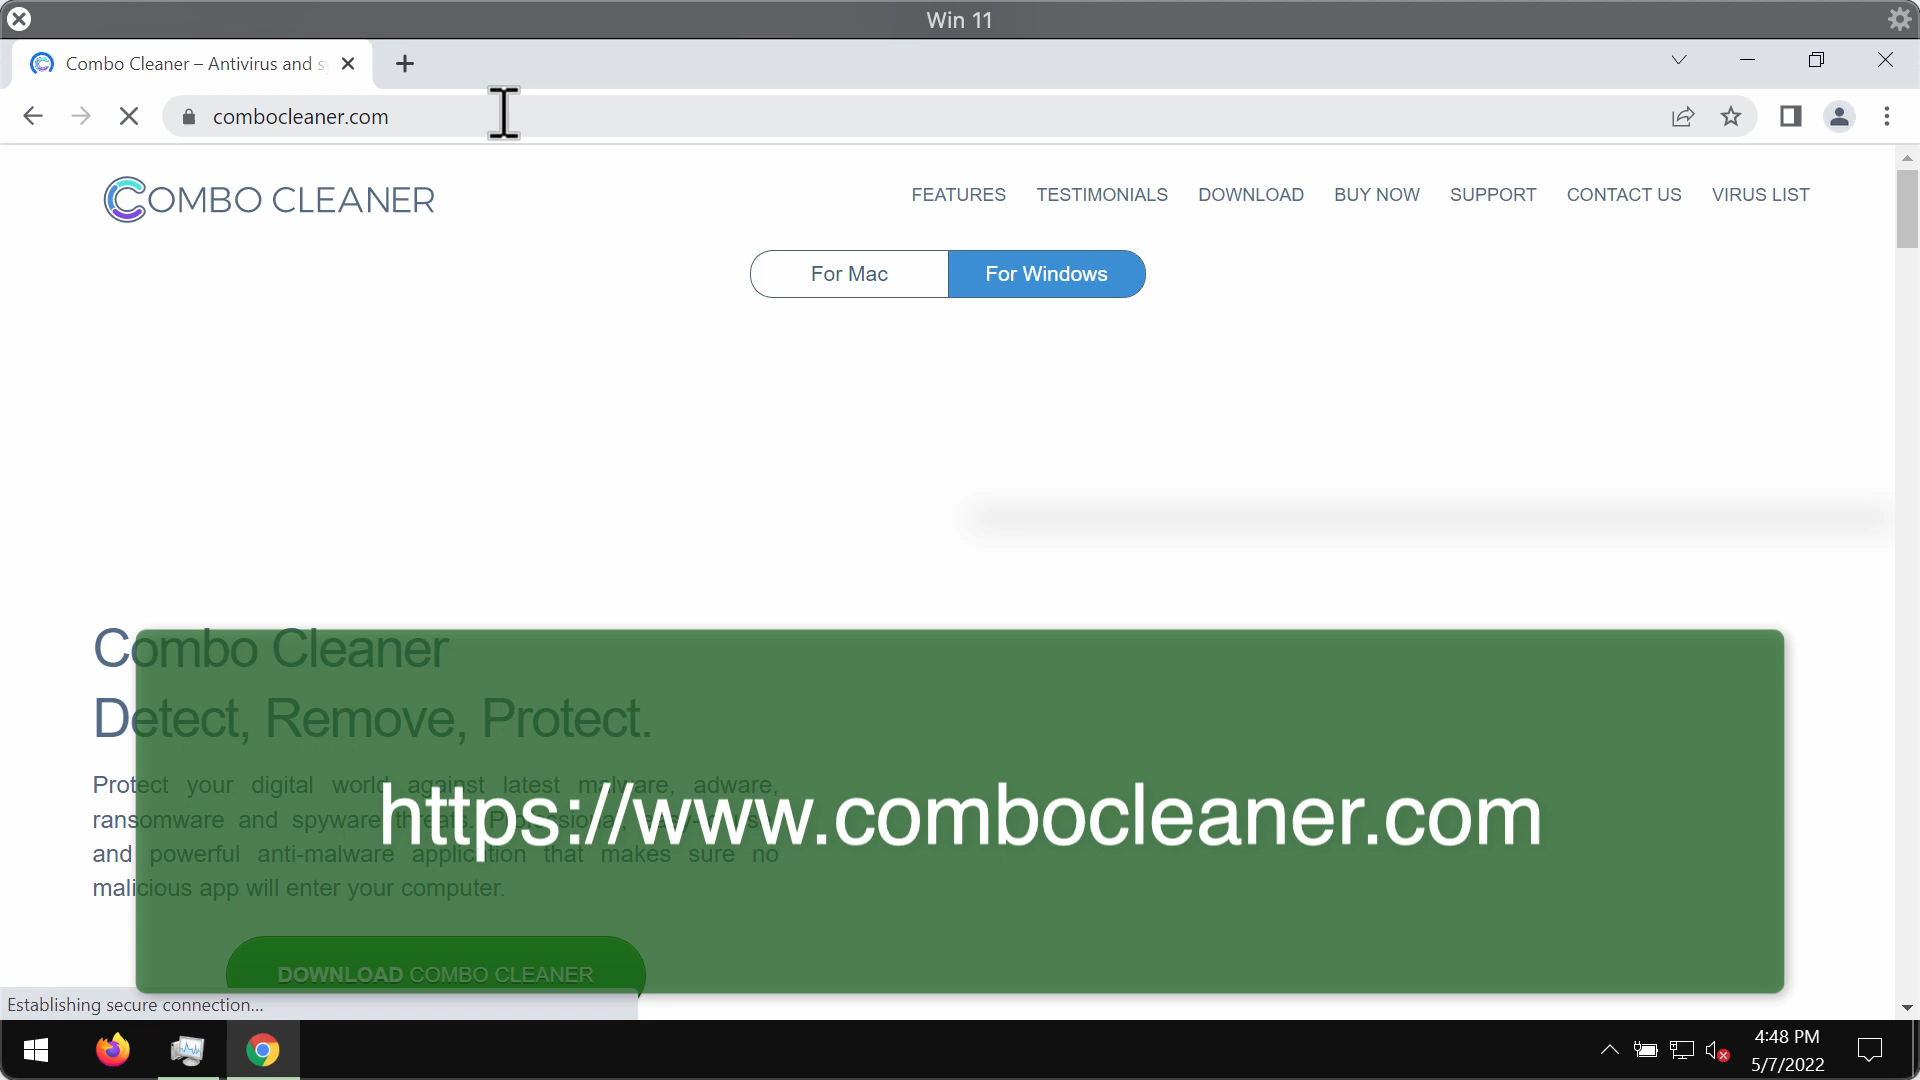 Win 11
Combo Cleaner – Antivirus and sy
combocleaner.com
COMBO CLEANER
FEATURES TESTIMONIALS DOWNLOAD BUY NOW SUPPORT CONTACT US VIRUS LIST
For Mac For Windows
Combo Cleaner
Detect, Remove, Protect.
Protect your digital world against latest malware, adware,
ransomware and spyware threats.
https://www.combocleaner.com
and powerful anti-malware application that makes sure no
malicious app will enter your computer.
DOWNLOAD COMBO CLEANER
Establishing secure connection...
4:48 PM
5/7/2022